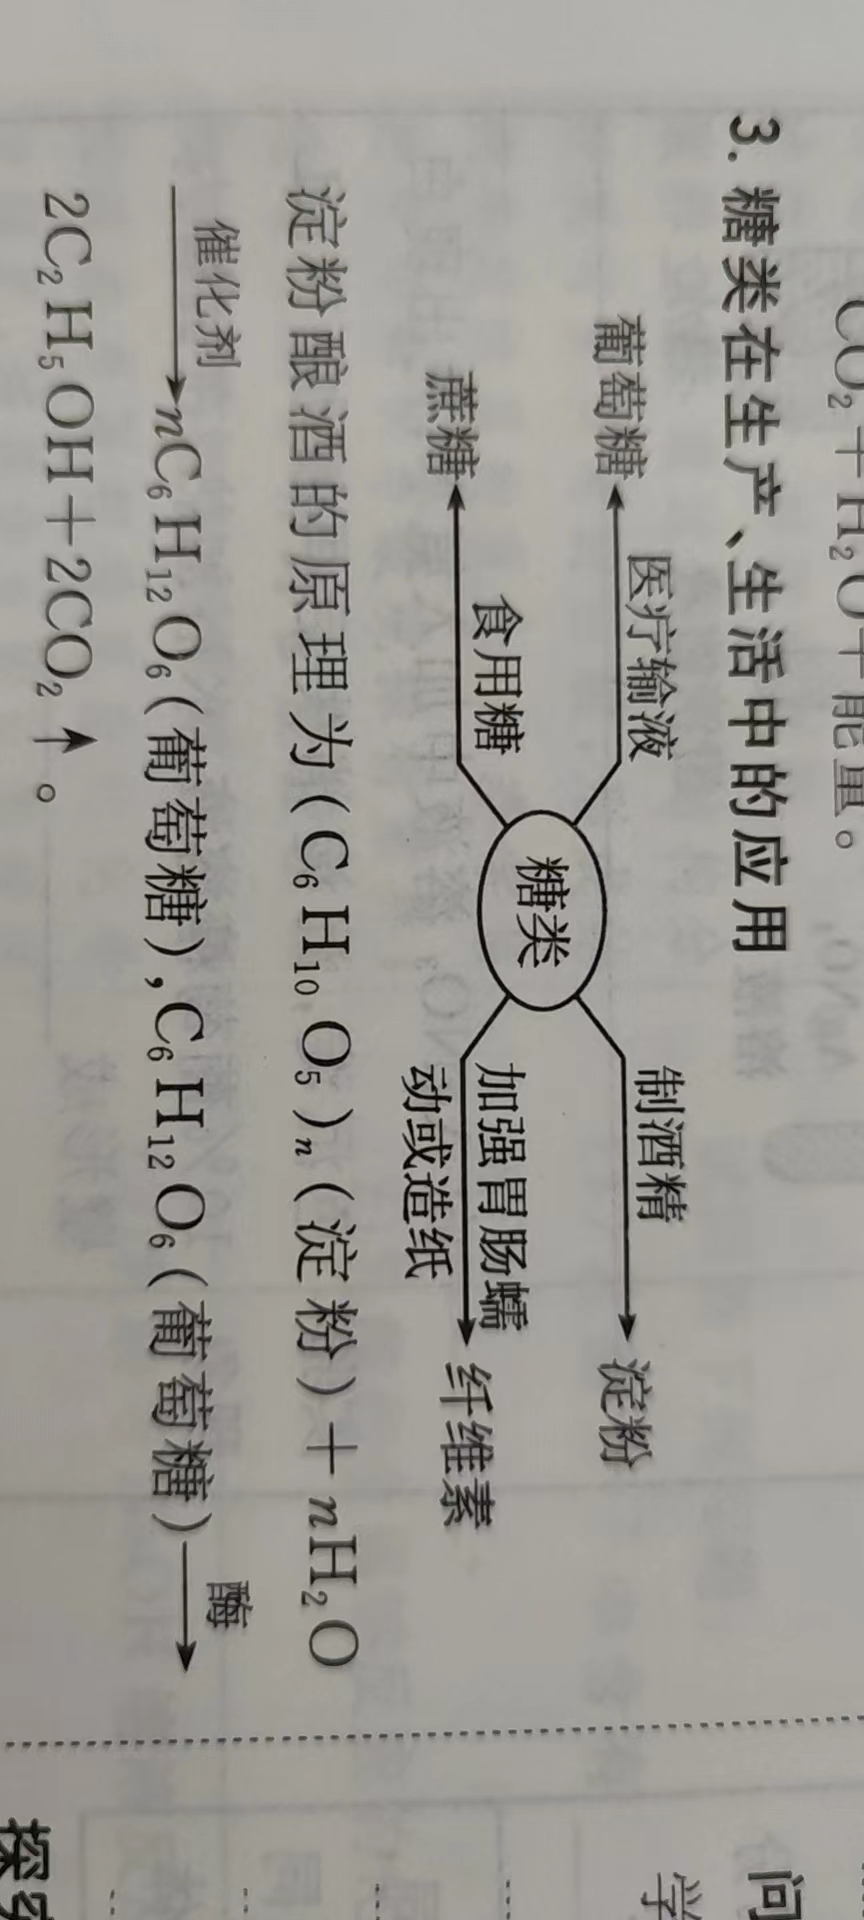 CO₂+H₂O+能量。
3. 糖类在生产、生活中的应用
葡萄糖 医疗输液 制酒精 淀粉
糖类
蔗糖 食用糖 加强胃肠蠕 纤维素
动或造纸
淀粉酿酒的原理为(C₆H₁₀O₅)ₙ(淀粉)+nH₂O
催化剂→nC₆H₁₂O₆(葡萄糖),C₆H₁₂O₆(葡萄糖)酶→
2C₂H₅OH+2CO₂↑。
问
学